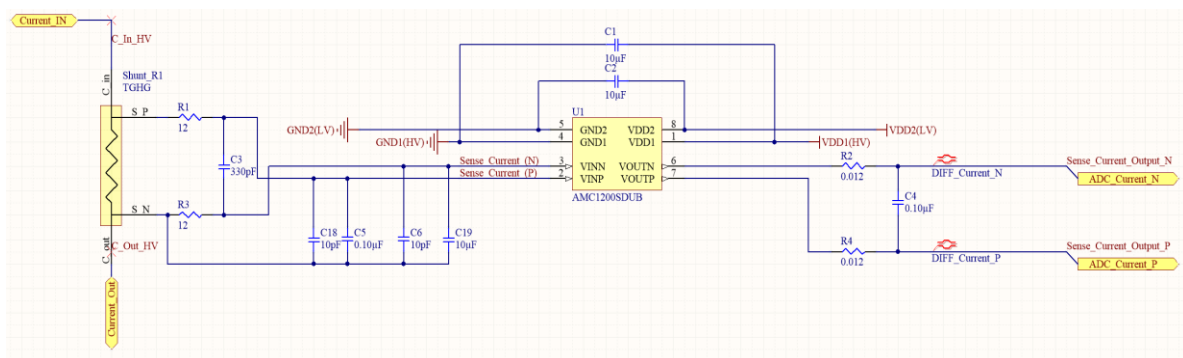 Current_IN
C_In_HV
C_in
Shunt_R1
TGHG
S_P
R1
12
C3
330pF
S_N
R3
12
C_out
C_Out_HV
Current_Out
C1
10µF
C2
10µF
U1
GND2(LV)
5
GND2
VDD2
8
VDD2(LV)
GND1(HV)
4
GND1
VDD1
1
VDD1(HV)
Sense_Current_(N)
3
VINN
VOUTN
6
Sense_Current_(P)
2
VINP
VOUTP
7
AMC1200SDUB
C18
10pF
C5
0.10µF
C6
10pF
C19
10µF
R2
0.012
DIFF_Current_N
Sense_Current_Output_N
ADC_Current_N
C4
0.10µF
R4
0.012
DIFF_Current_P
Sense_Current_Output_P
ADC_Current_P